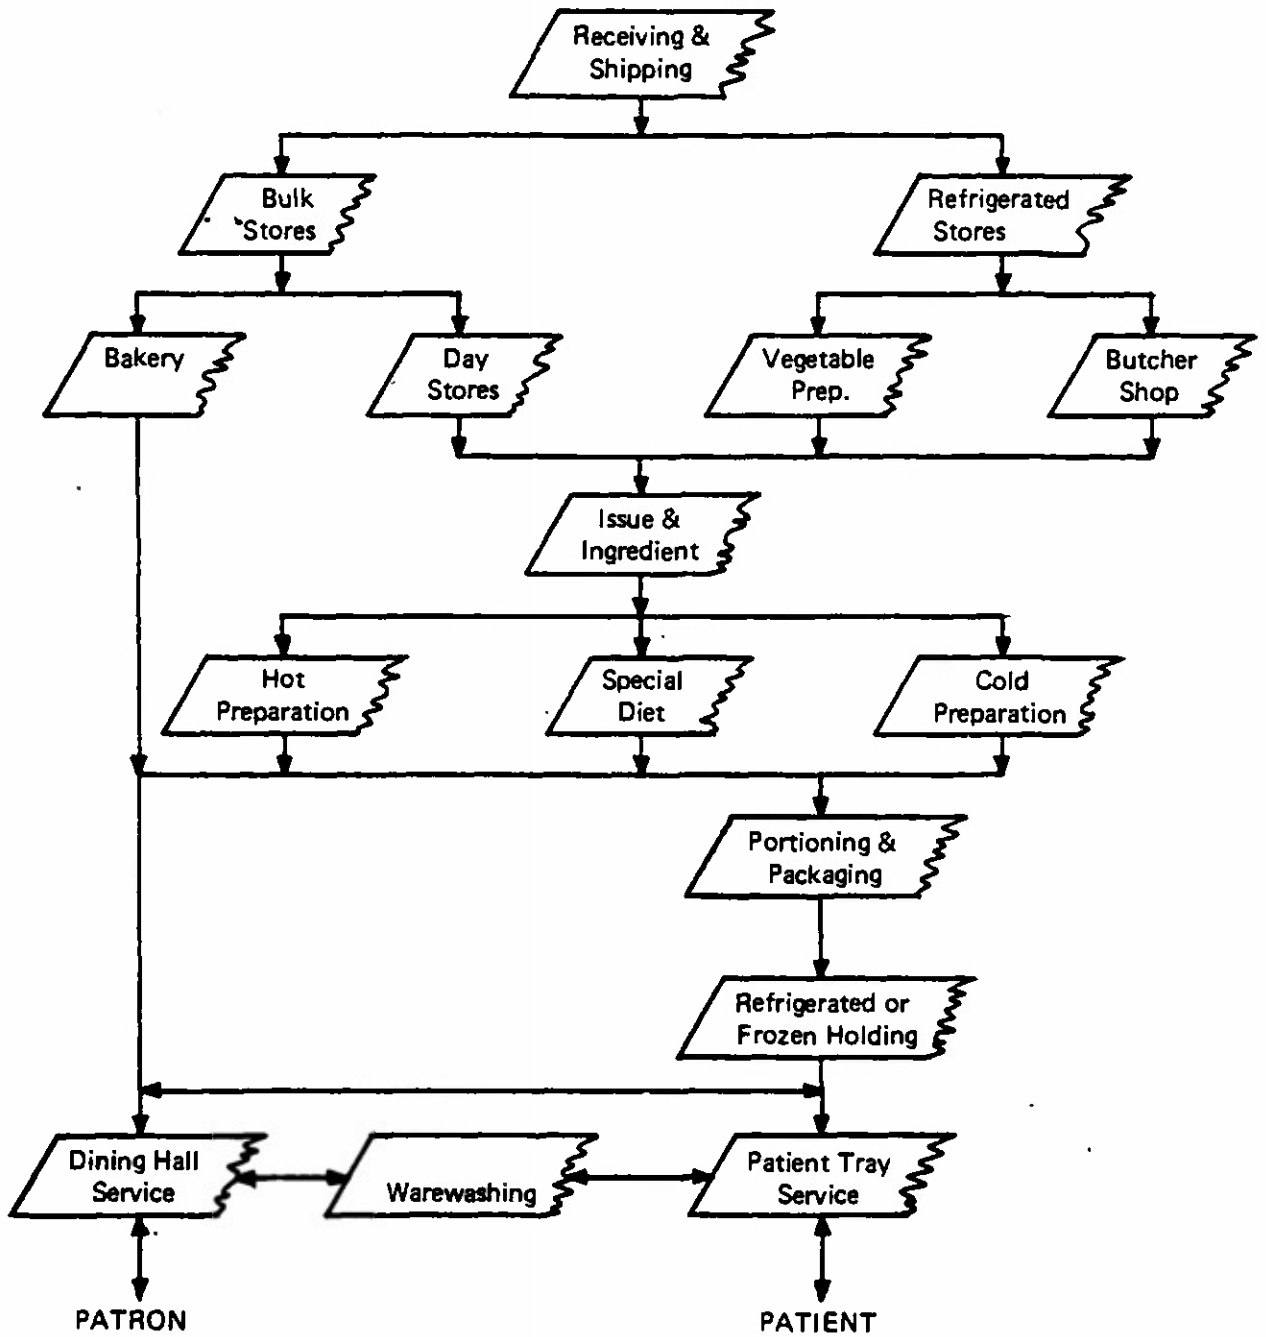 Receiving &
Shipping
Bulk
Stores
Refrigerated
Stores
Bakery
Day
Stores
Vegetable
Prep.
Butcher
Shop
Issue &
Ingredient
Hot
Preparation
Special
Diet
Cold
Preparation
Portioning &
Packaging
Refrigerated or
Frozen Holding
Dining Hall
Service
Warewashing
Patient Tray
Service
PATRON
PATIENT